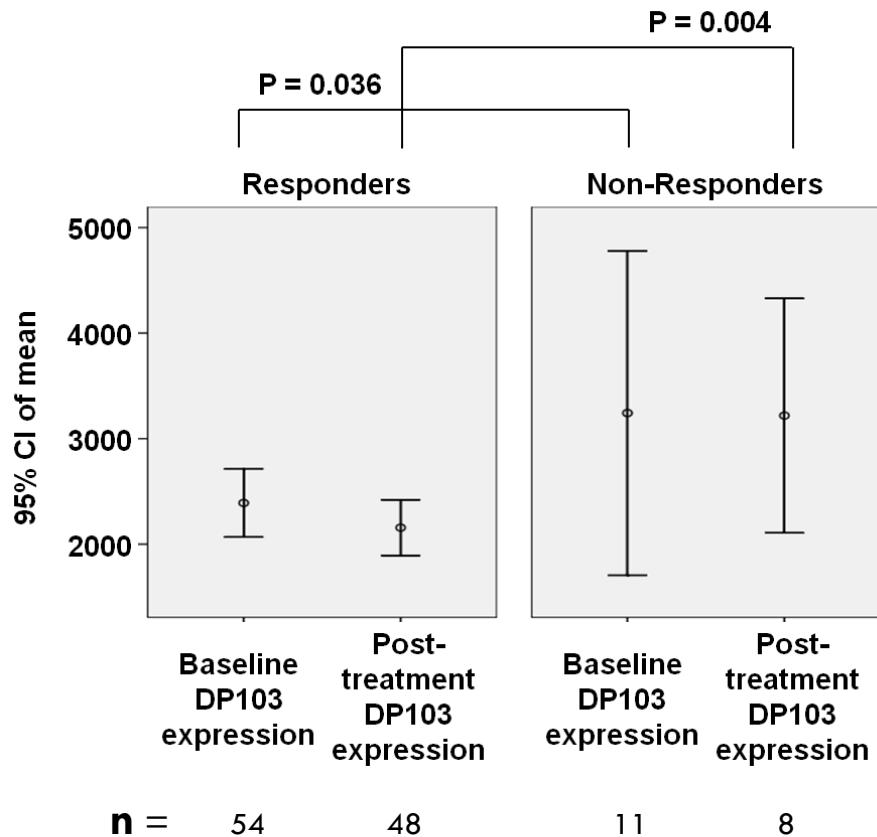 P = 0.004
P = 0.036
Responders
Non-Responders
95% CI of mean
5000
4000
3000
2000
Baseline
DP103
expression
Post-
treatment
DP103
expression
Baseline
DP103
expression
Post-
treatment
DP103
expression
n = 54 48 11 8